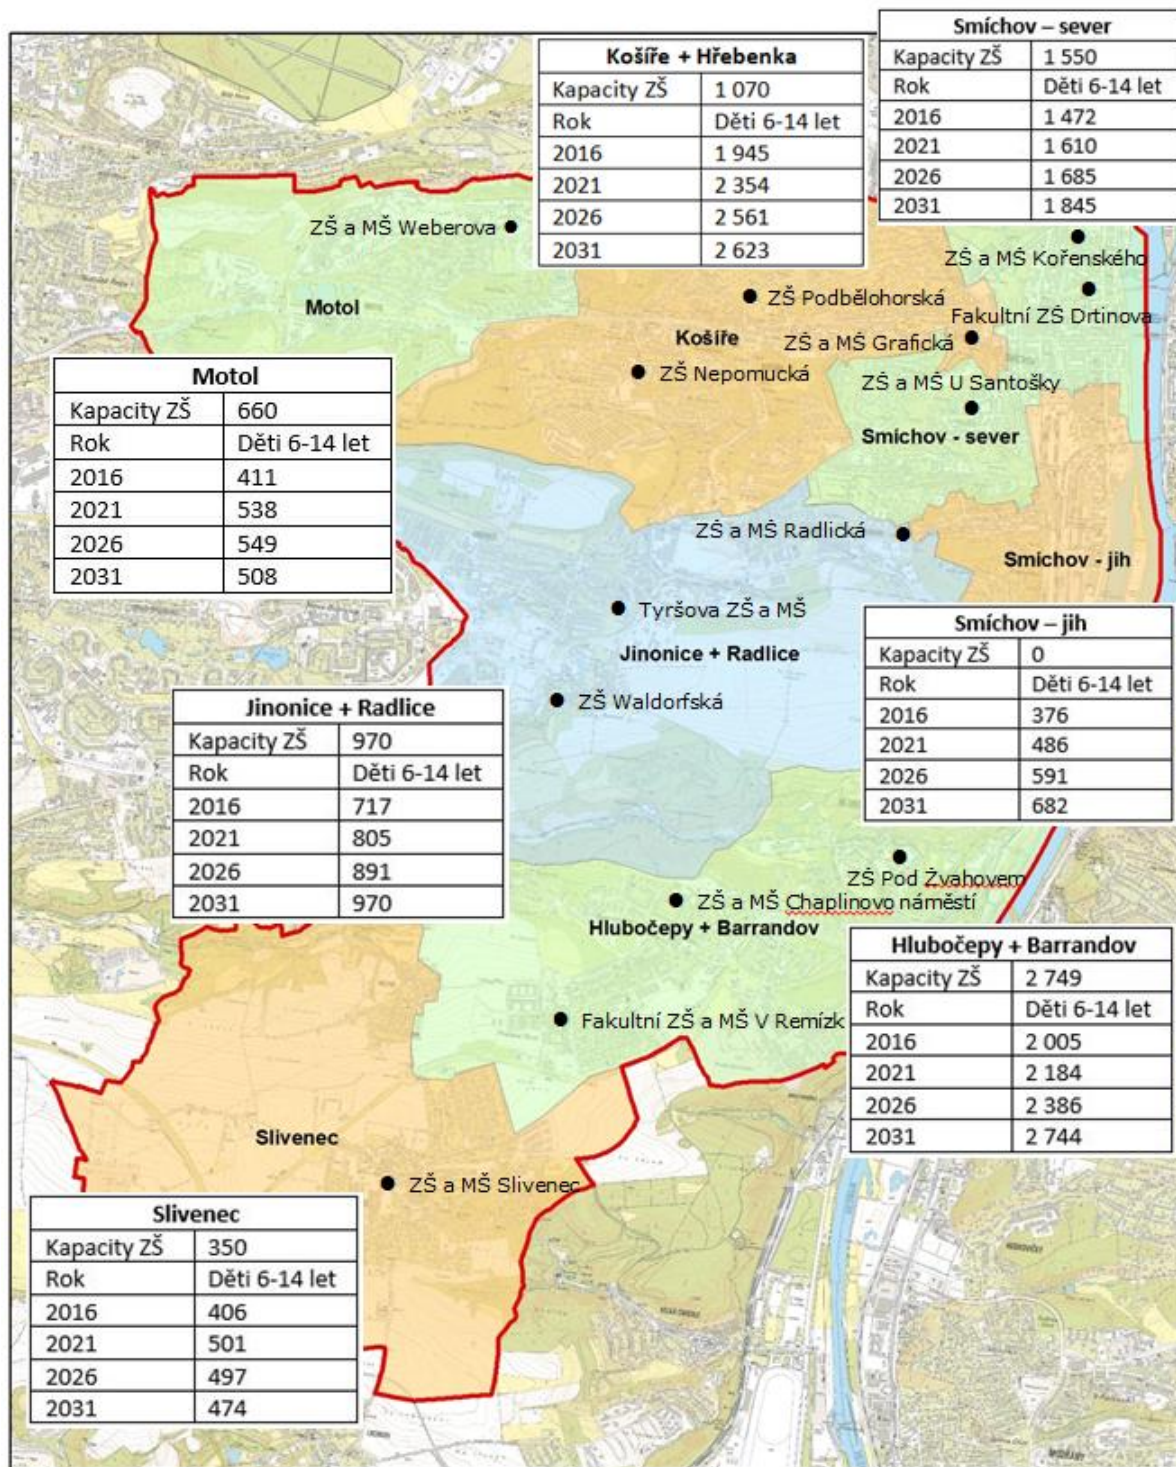 Smíchov – sever
Kapacity ZŠ 1 550
Rok Děti 6-14 let
2016 1 472
2021 1 610
2026 1 685
2031 1 845
Košíře + Hřebenka
Kapacity ZŠ 1 070
Rok Děti 6-14 let
2016 1 945
2021 2 354
2026 2 561
2031 2 623
ZŠ a MŠ Weberova
ZŠ a MŠ Kořenského
Motol
ZŠ Podbělohorská
Fakultní ZŠ Drtinova
Košíře
ZŠ a MŠ Grafická
ZŠ Nepomucká
ZŠ a MŠ U Santošky
Smíchov - sever
Motol
Kapacity ZŠ 660
Rok Děti 6-14 let
2016 411
2021 538
2026 549
2031 508
ZŠ a MŠ Radlická
Smíchov - jih
Tyršova ZŠ a MŠ
Jinonice + Radlice
ZŠ Waldorfská
Smíchov – jih
Kapacity ZŠ 0
Rok Děti 6-14 let
2016 376
2021 486
2026 591
2031 682
Jinonice + Radlice
Kapacity ZŠ 970
Rok Děti 6-14 let
2016 717
2021 805
2026 891
2031 970
ZŠ Pod Žvahovem
ZŠ a MŠ Chaplinovo náměstí
Hlubočepy + Barrandov
Hlubočepy + Barrandov
Kapacity ZŠ 2 749
Rok Děti 6-14 let
2016 2 005
2021 2 184
2026 2 386
2031 2 744
Fakultní ZŠ a MŠ V Remízk
Slivenec
ZŠ a MŠ Slivenec
Slivenec
Kapacity ZŠ 350
Rok Děti 6-14 let
2016 406
2021 501
2026 497
2031 474